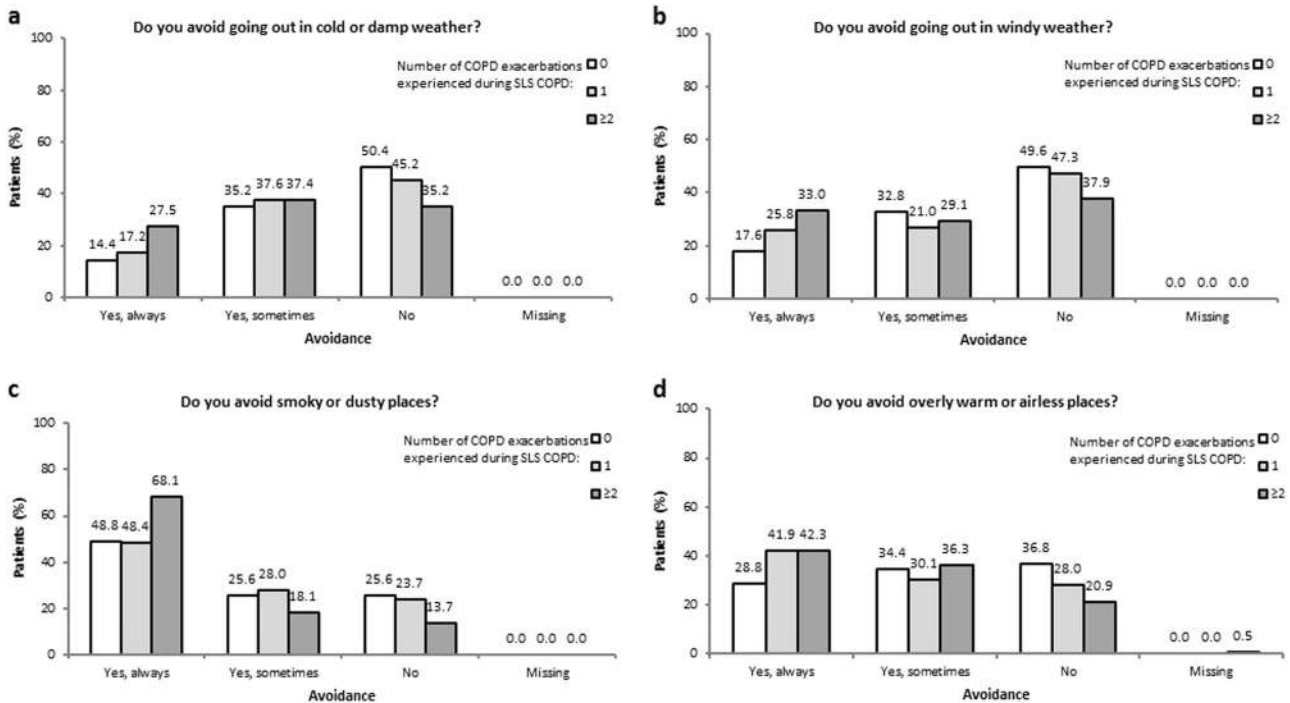 a
Do you avoid going out in cold or damp weather?
Number of COPD exacerbations
experienced during SLS COPD:
0
1
≥2
Patients (%)
100
80
60
40
20
0
14.4 17.2 27.5
35.2 37.6 37.4
50.4 45.2 35.2
0.0 0.0 0.0
Yes, always Yes, sometimes No Missing
Avoidance
b
Do you avoid going out in windy weather?
Number of COPD exacerbations
experienced during SLS COPD:
0
1
≥2
Patients (%)
100
80
60
40
20
0
17.6 25.8 33.0
32.8 21.0 29.1
49.6 47.3 37.9
0.0 0.0 0.0
Yes, always Yes, sometimes No Missing
Avoidance
c
Do you avoid smoky or dusty places?
Number of COPD exacerbations
experienced during SLS COPD:
0
1
≥2
Patients (%)
100
80
60
40
20
0
48.8 48.4 68.1
25.6 28.0 18.1
25.6 23.7 13.7
0.0 0.0 0.0
Yes, always Yes, sometimes No Missing
Avoidance
d
Do you avoid overly warm or airless places?
Number of COPD exacerbations
experienced during SLS COPD:
0
1
≥2
Patients (%)
100
80
60
40
20
0
28.8 41.9 42.3
34.4 30.1 36.3
36.8 28.0 20.9
0.0 0.0 0.5
Yes, always Yes, sometimes No Missing
Avoidance